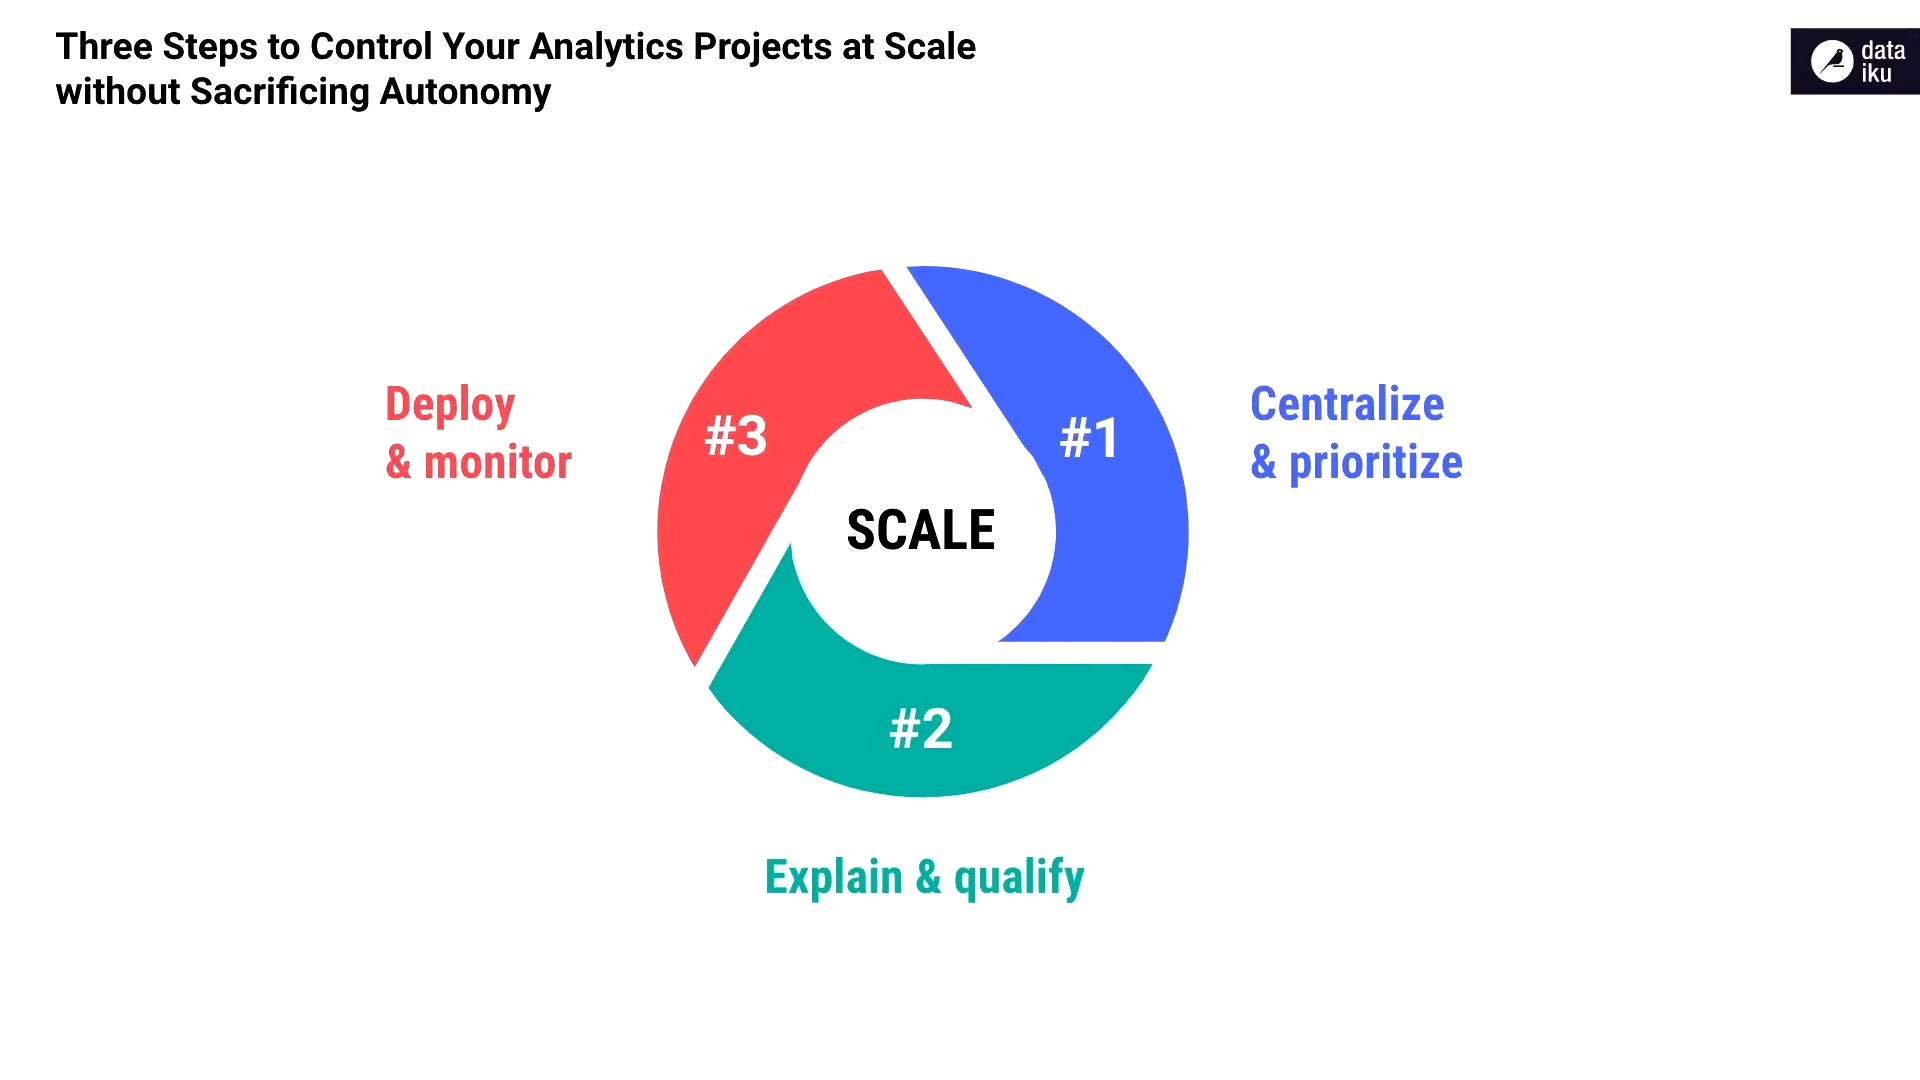 Three Steps to Control Your Analytics Projects at Scale
without Sacrificing Autonomy
data
iku
Deploy
& monitor
#3
#1
Centralize
& prioritize
SCALE
#2
Explain & qualify